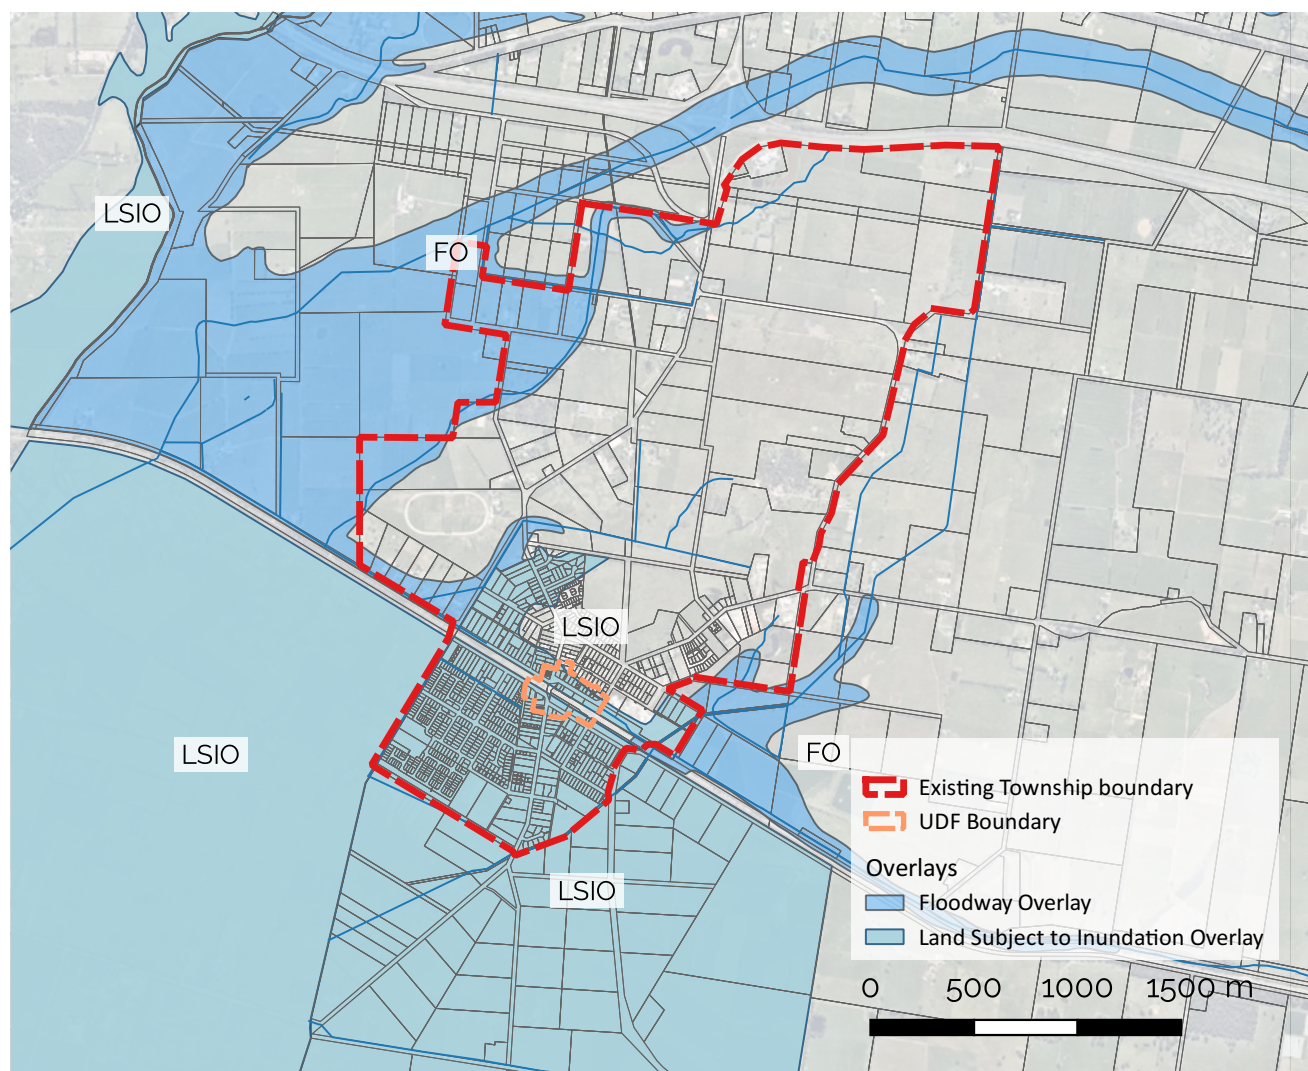 LSIO
FO
LSIO
LSIO
FO
LSIO
Existing Township boundary
UDF Boundary
Overlays
Floodway Overlay
Land Subject to Inundation Overlay
0 500 1000 1500 m